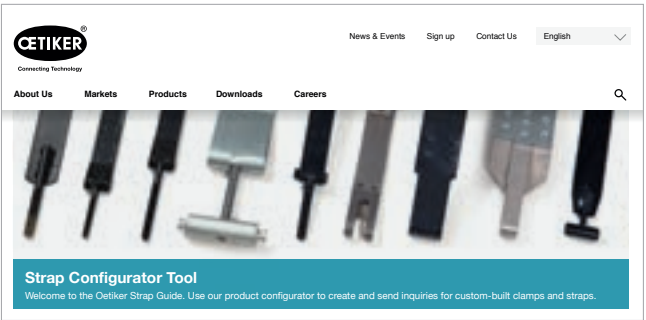 News & Events Sign up Contact Us English
ŒTIKER®
Connecting Technology
About Us Markets Products Downloads Careers
Strap Configurator Tool
Welcome to the Oetiker Strap Guide. Use our product configurator to create and send inquiries for custom-built clamps and straps.